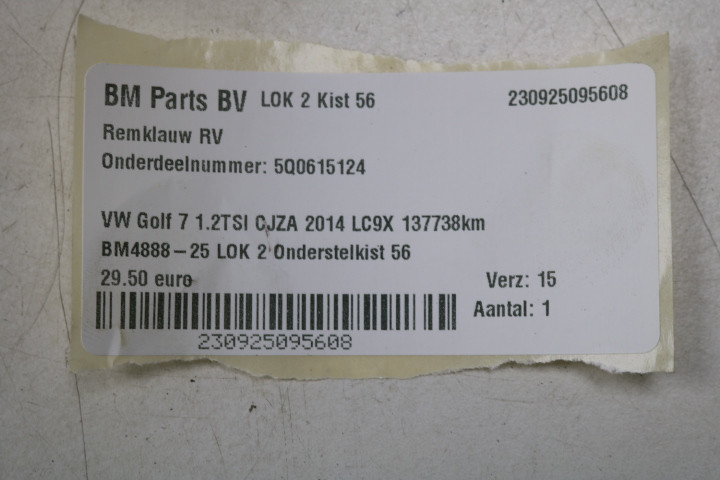 BM Parts BV LOK 2 Kist 56 230925095608
Remklauw RV
Onderdeelnummer: 5Q0615124
VW Golf 7 1.2TSI CJZA 2014 LC9X 137738km
BM4888-25 LOK 2 Onderstelkist 56
29.50 euro Verz: 15
Aantal: 1
230925095608